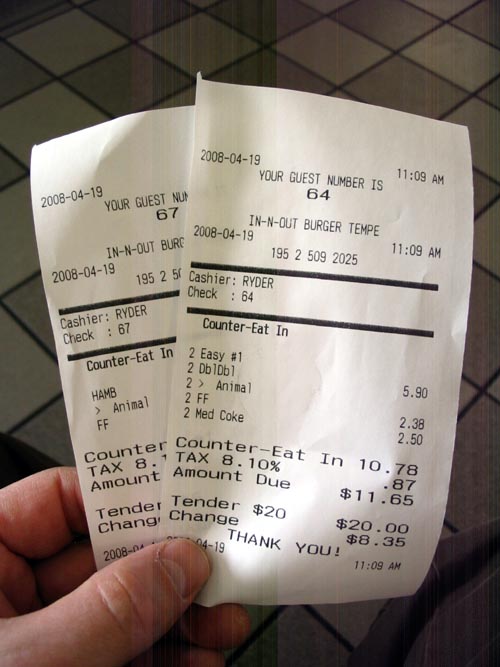 2008-04-19
YOUR GUEST NUM
67
IN-N-OUT BURG
2008-04-19
195 2 50
Cashier: RYDER
Check : 67
Counter-Eat In
HAMB
> Animal
FF
Counter
TAX 8.1
Amount
Tender
Change
2008-0
2008-04-19 11:09 AM
YOUR GUEST NUMBER IS
64
IN-N-OUT BURGER TEMPE
2008-04-19 11:09 AM
195 2 509 2025
Cashier: RYDER
Check : 64
Counter-Eat In
2 Easy #1
2 DblDbl 5.90
2 > Animal
2 FF 2.38
2 Med Coke 2.50
Counter-Eat In 10.78
TAX 8.10% .87
Amount Due $11.65
Tender $20 $20.00
Change $8.35
THANK YOU!
04-19 11:09 AM